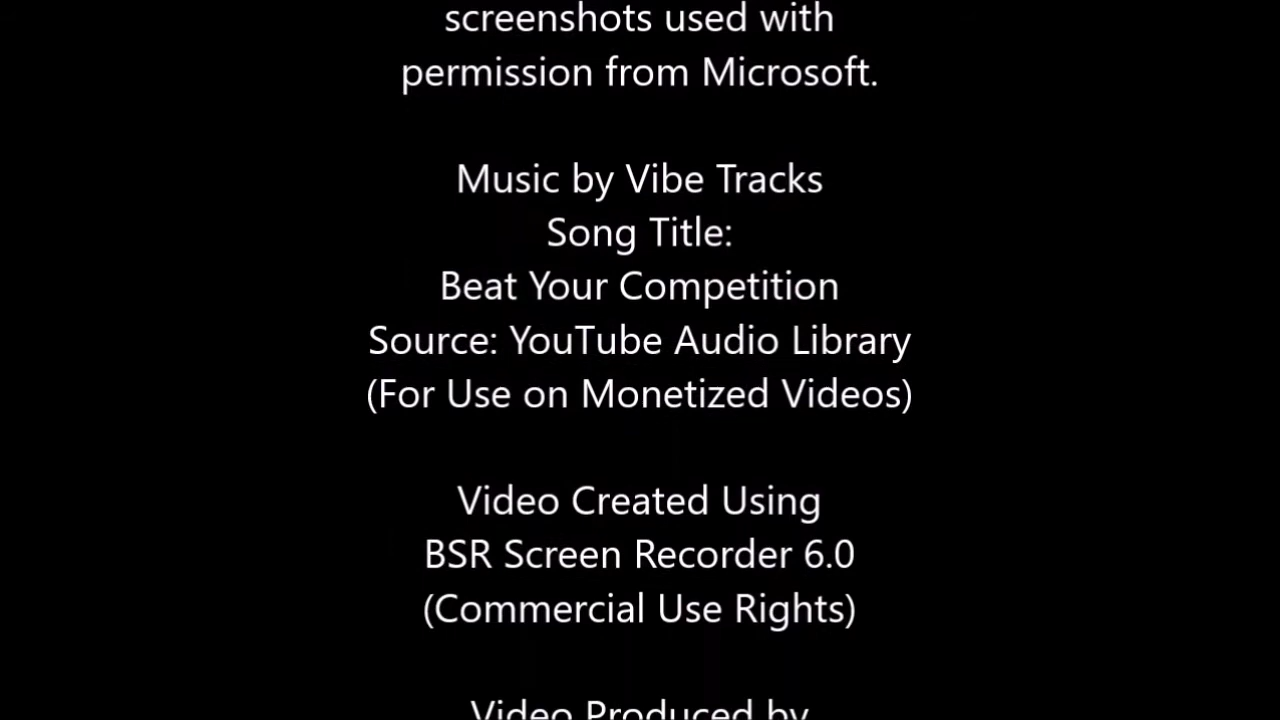 screenshots used with
permission from Microsoft.
Music by Vibe Tracks
Song Title:
Beat Your Competition
Source: YouTube Audio Library
(For Use on Monetized Videos)
Video Created Using
BSR Screen Recorder 6.0
(Commercial Use Rights)
Video Produced by